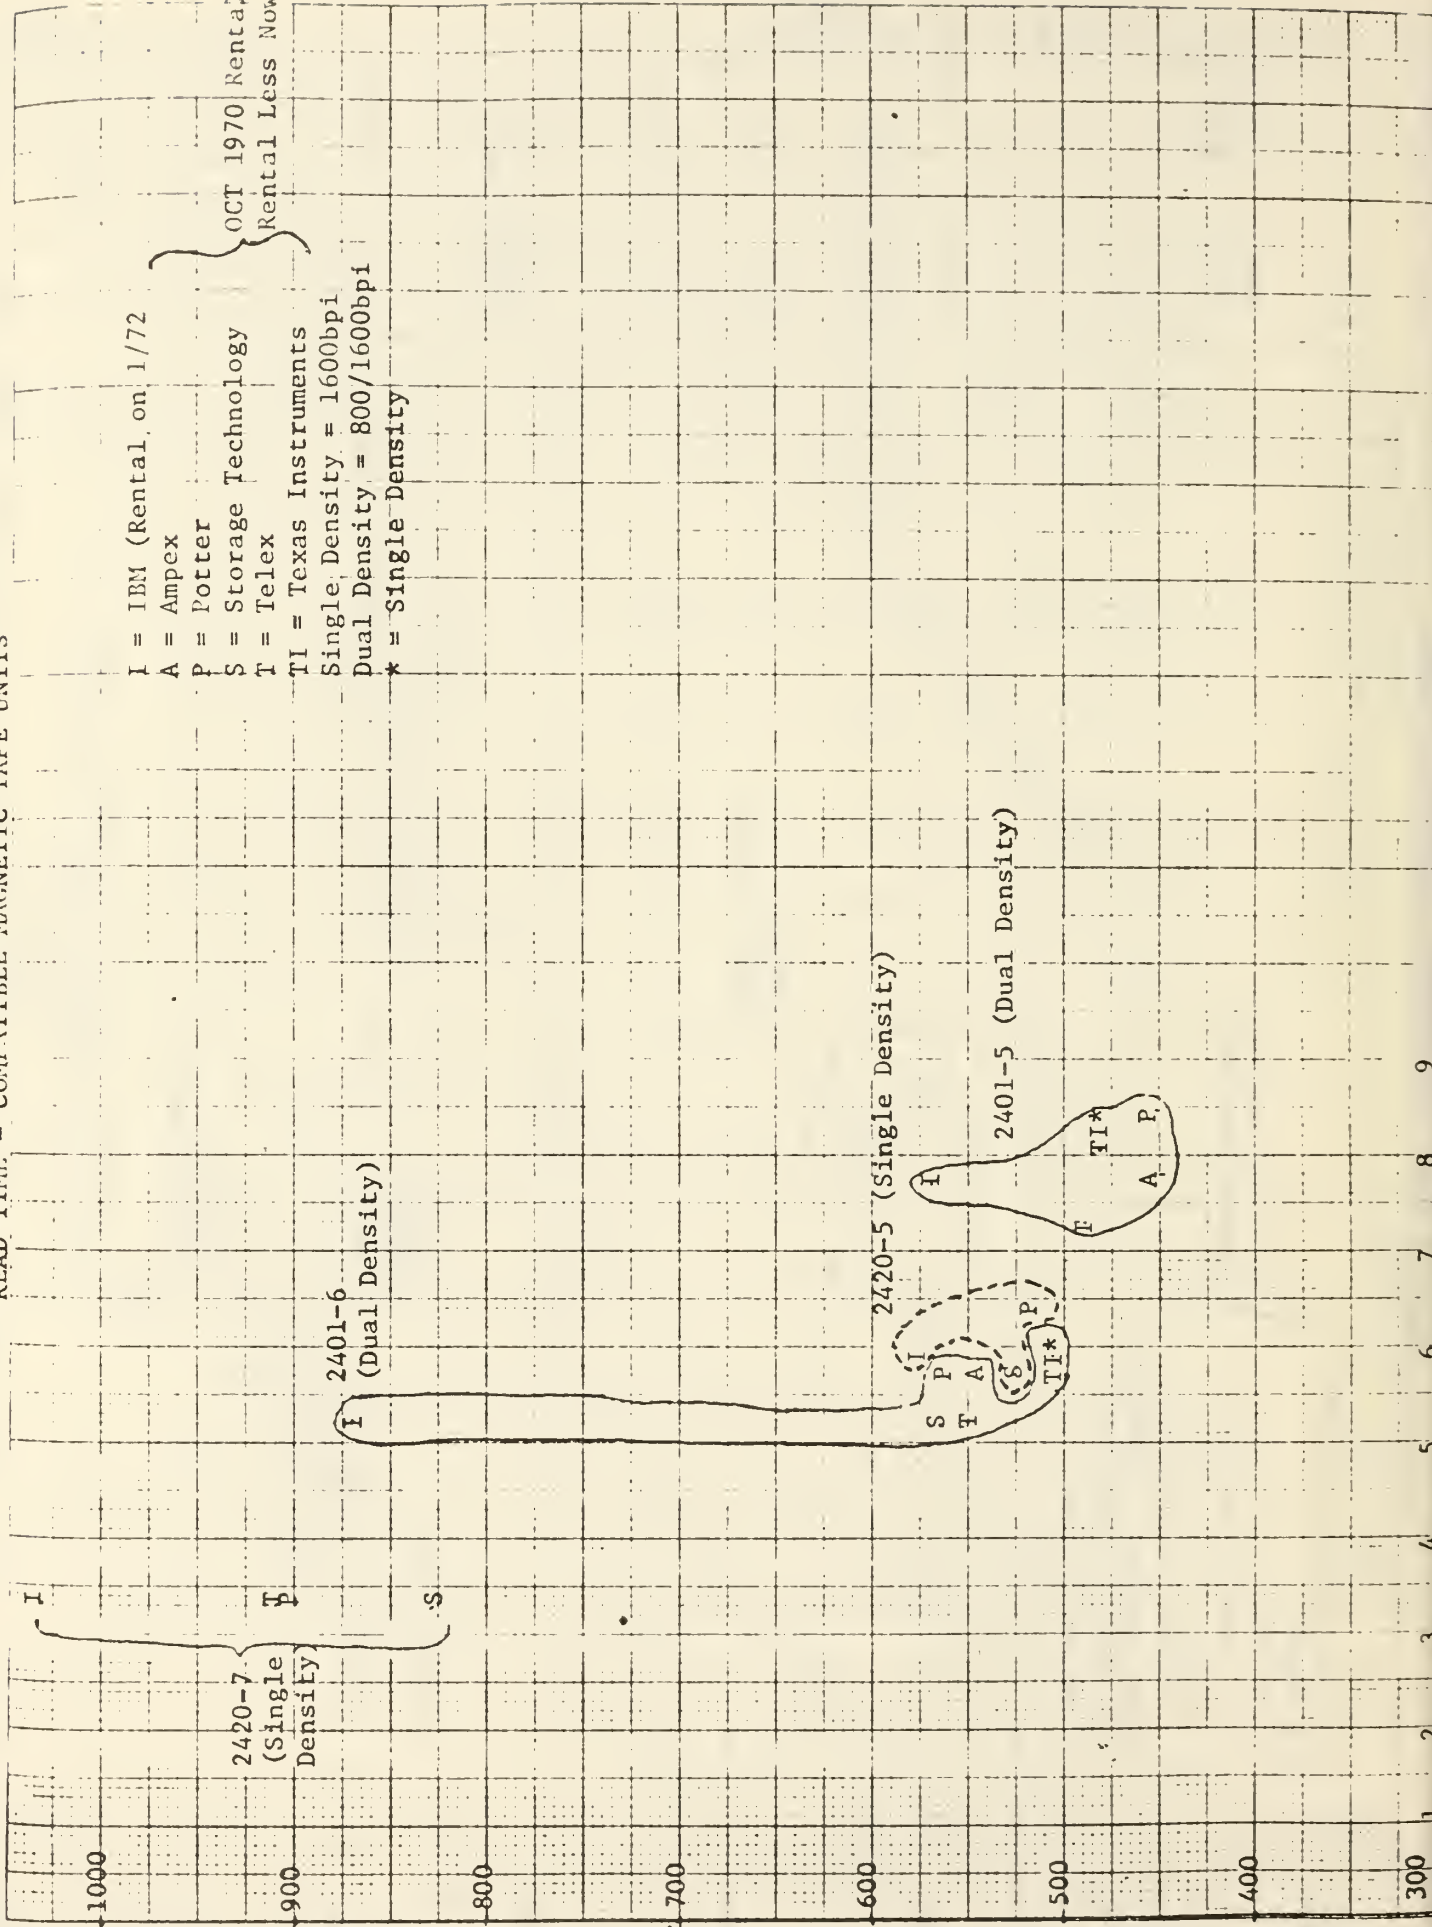 READ TIME – COMPATIBLE MAGNETIC TAPE UNITS
I = IBM (Rental on 1/72
A = Ampex
P = Potter
S = Storage Technology
T = Telex
TI = Texas Instruments
Single Density = 1600bpi
Dual Density = 800/1600bpi
* = Single Density
OCT 1970 Rental
Rental Less Now
1000
900
800
700
600
500
400
300
1
2
3
4
5
6
7
8
9
2420-7
(Single
Density)
I
T
P
S
2401-6
(Dual Density)
I
S
T
P
A
TI*
2420-5 (Single Density)
I
S
P
2401-5 (Dual Density)
I
T
TI*
A
P